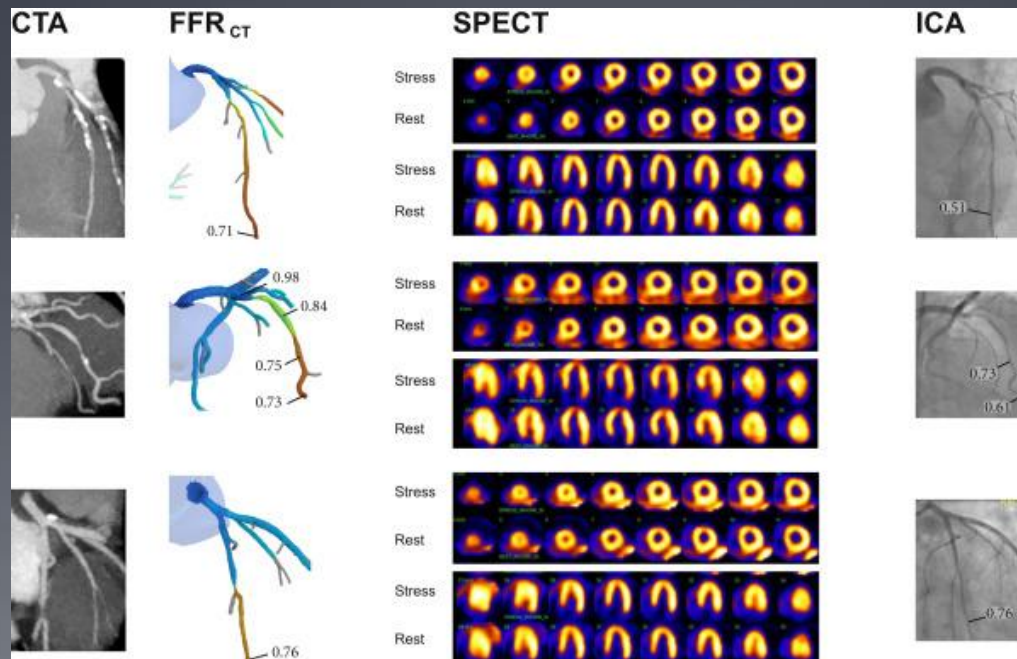 CTA
FFR CT
SPECT
ICA
Stress
Rest
Stress
Rest
0.71
0.51
Stress
Rest
Stress
Rest
0.98
0.84
0.75
0.73
0.73
0.61
Stress
Rest
Stress
Rest
0.76
0.76